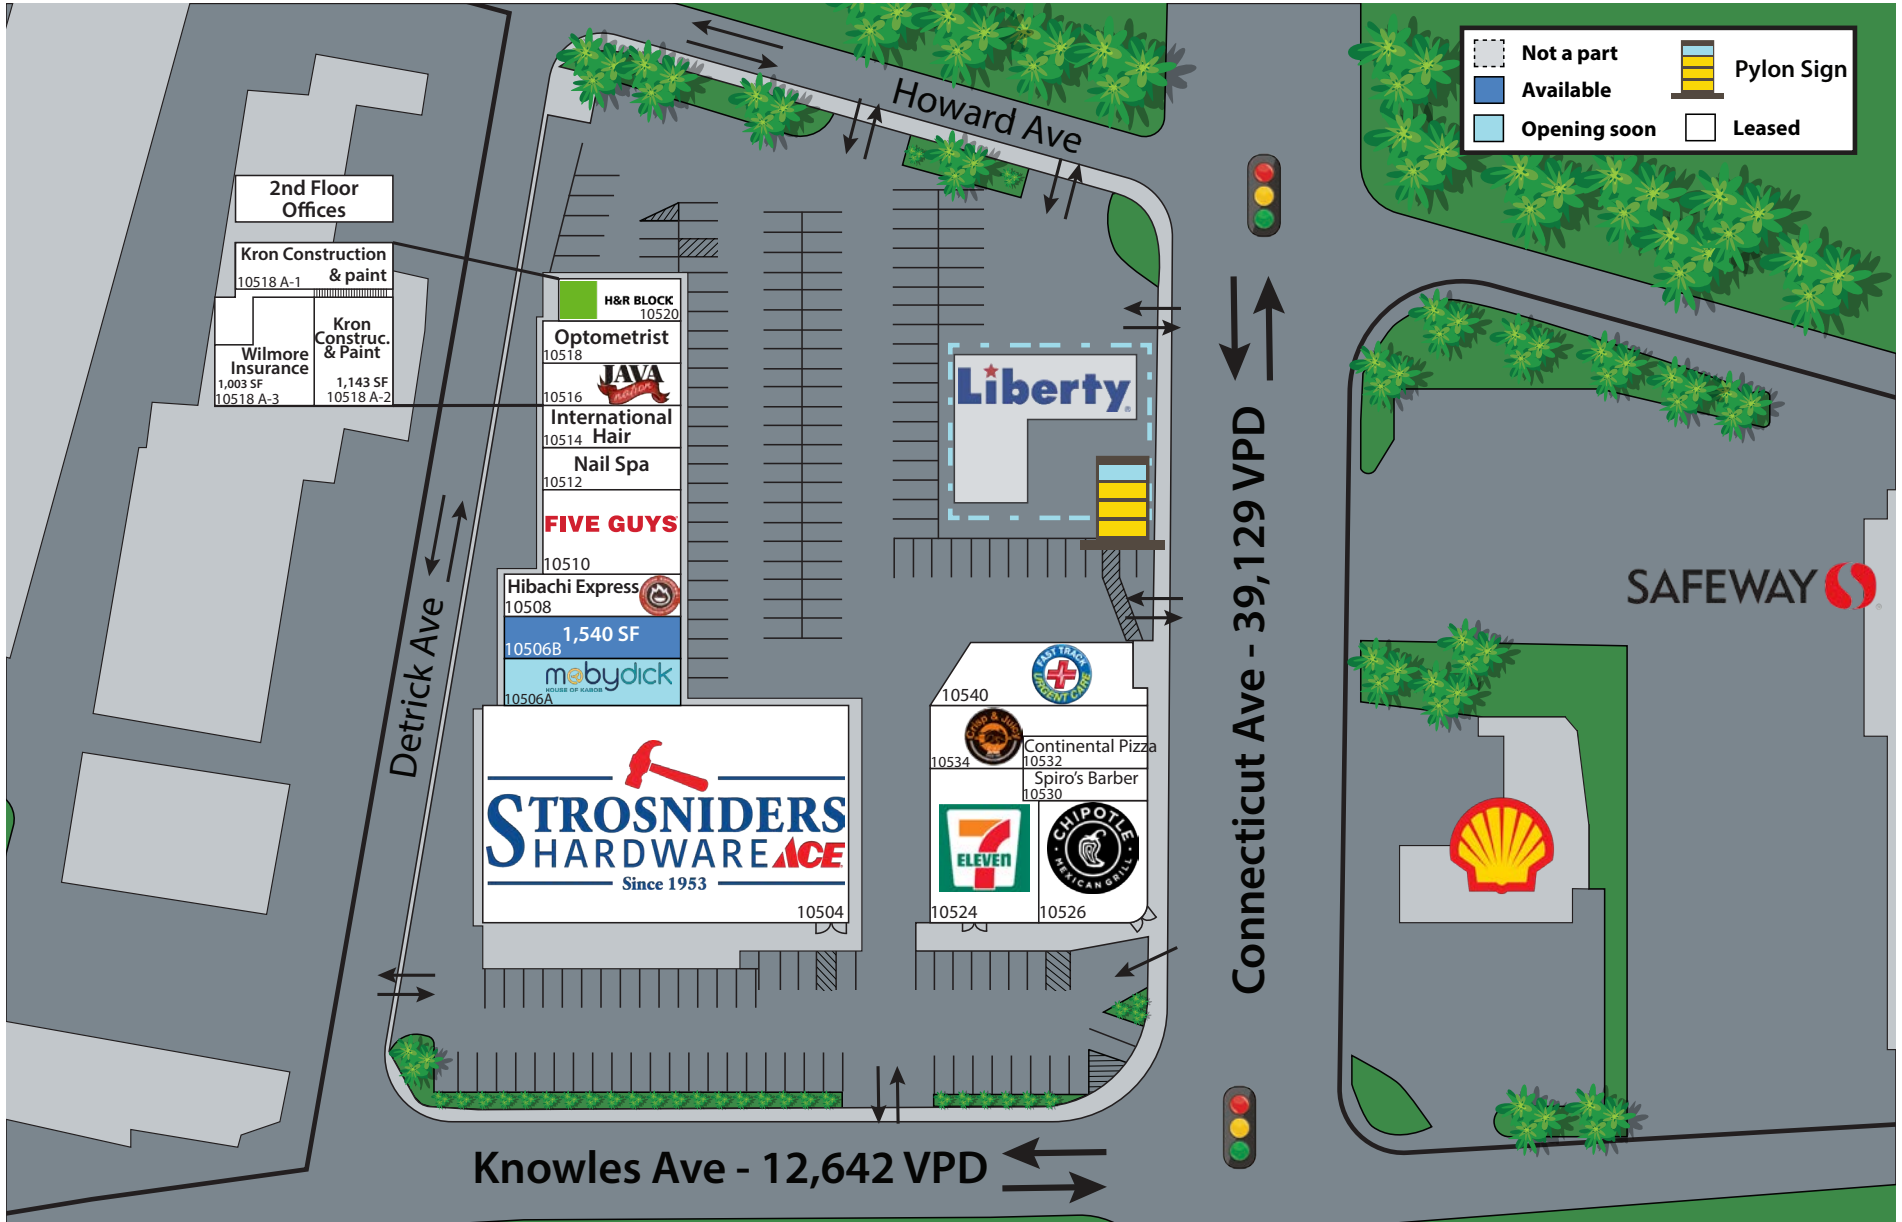 Howard Ave
Not a part
Available
Opening soon
Pylon Sign
Leased
2nd Floor
Offices
Kron Construction
& paint
10518 A-1
Kron
Construc.
& Paint
1,143 SF
10518 A-2
Wilmore
Insurance
1,003 SF
10518 A-3
H&R BLOCK
10520
Optometrist
10518
JAVA
nation
10516
International
Hair
10514
Nail Spa
10512
FIVE GUYS
10510
Hibachi Express
10508
1,540 SF
10506B
mobydick
HOUSE OF KABOB
10506A
STROSNIDERS
HARDWARE ACE
Since 1953
10504
Liberty
FAST TRACK
URGENT CARE
10540
Crisp & Juicy
10534
Continental Pizza
10532
Spiro's Barber
10530
7
ELEVEN
10524
CHIPOTLE
MEXICAN GRILL
10526
SAFEWAY
Detrick Ave
Connecticut Ave - 39,129 VPD
Knowles Ave - 12,642 VPD